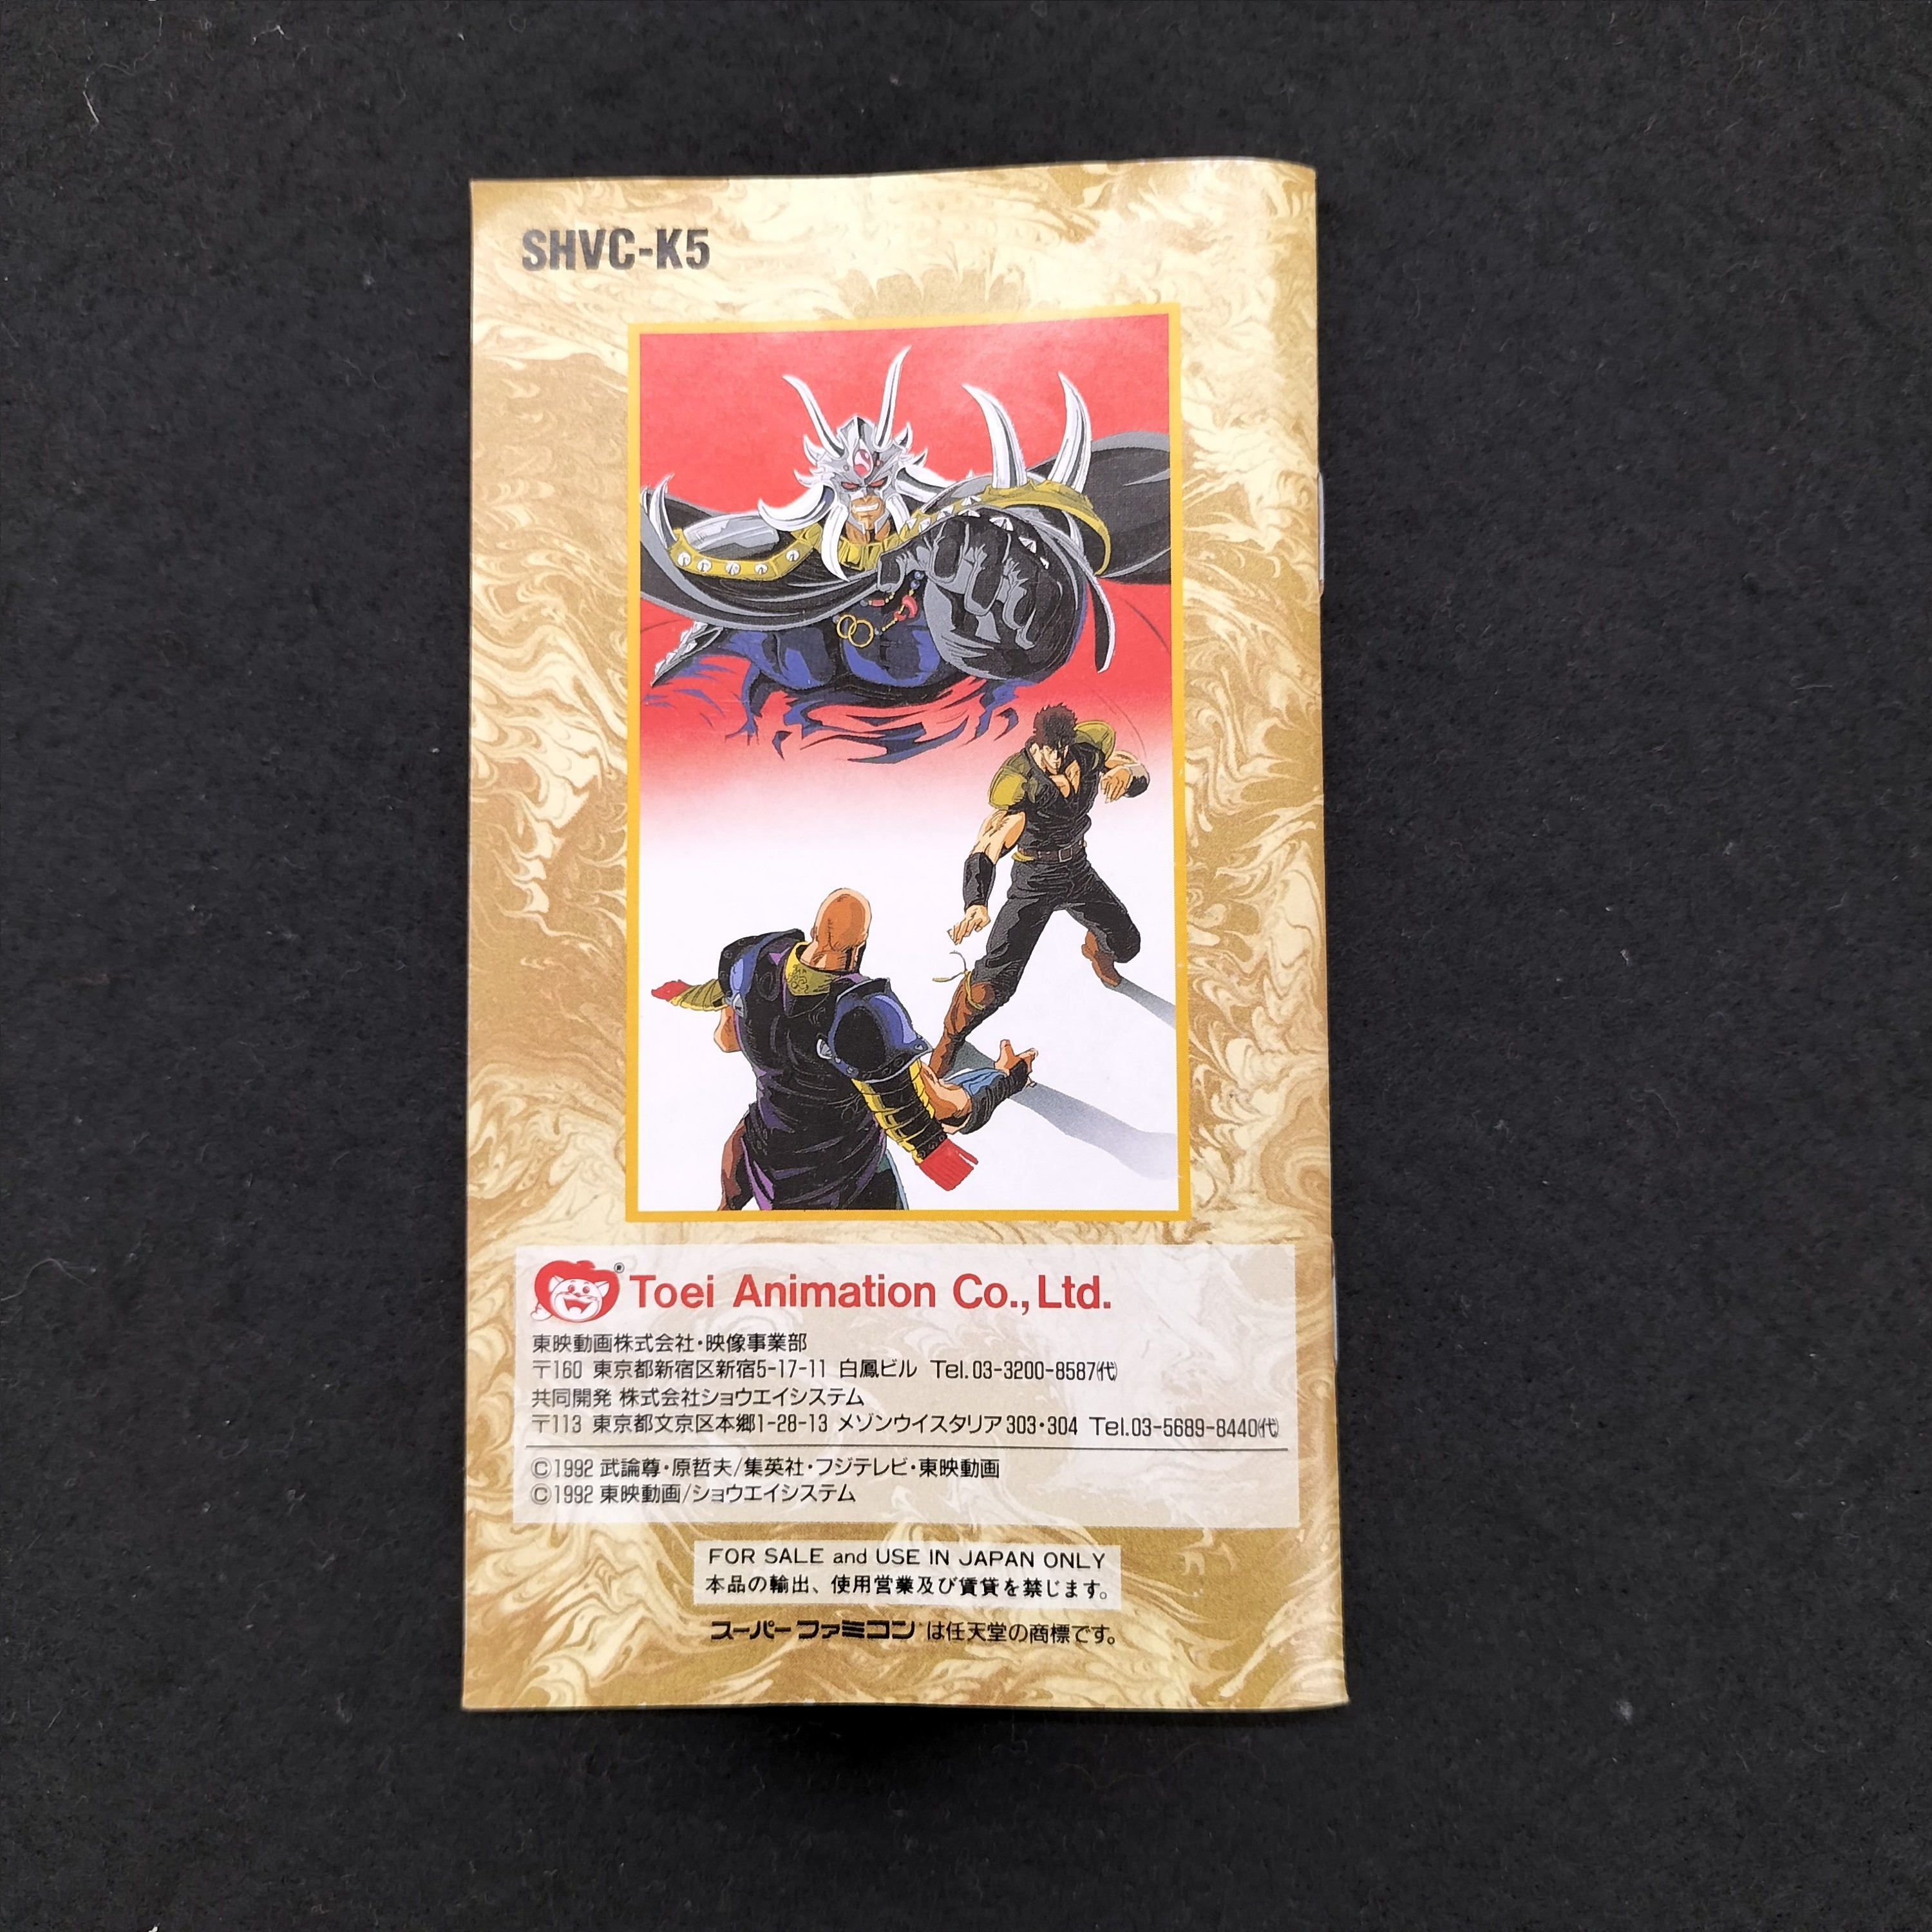 SHVC-K5
® Toei Animation Co., Ltd.
東映動画株式会社・映像事業部
〒160 東京都新宿区新宿5-17-11 白鳳ビル Tel.03-3200-8587㈹
共同開発 株式会社ショウエイシステム
〒113 東京都文京区本郷1-28-13 メゾンウイスタリア303・304 Tel.03-5689-8440㈹
©1992 武論尊・原哲夫/集英社・フジテレビ・東映動画
©1992 東映動画/ショウエイシステム
FOR SALE and USE IN JAPAN ONLY
本品の輸出、使用営業及び賃貸を禁じます。
スーパーファミコンは任天堂の商標です。